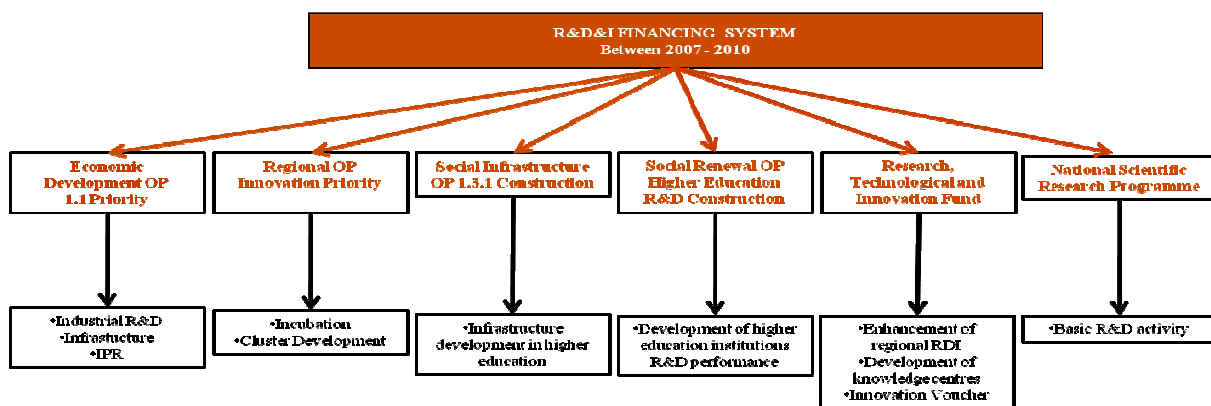 R&D&I FINANCING SYSTEM
Between 2007 - 2010
Economic
Development OP
1.1 Priority
Regional OP
Innovation Priority
Social Infrastructure
OP 1.3.1 Construction
Social Renewal OP
Higher Education
R&D Construction
Research,
Technological and
Innovation Fund
National Scientific
Research Programme
•Industrial R&D
•Infrastucture
•IPR
•Incubation
•Cluster Development
•Infrastructure
development in higher
education
•Development of higher
education institutions
R&D performance
•Enhancement of
regional RDI
•Development of
knowledge centres
•Innovation Voucher
•Basic R&D activity